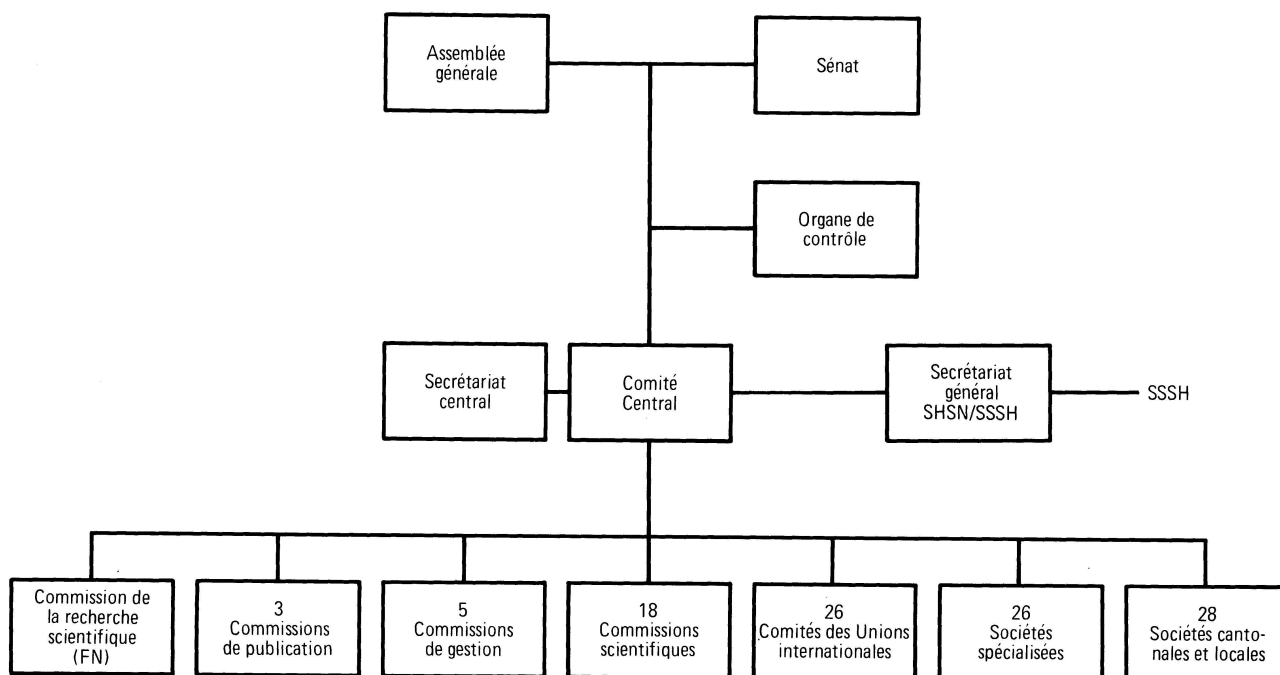 Assemblée
générale
Sénat
Organe de
contrôle
Secrétariat
central
Comité
Central
Secrétariat
général
SHSN/SSSH
SSSH
Commission de
la recherche
scientifique
(FN)
3
Commissions
de publication
5
Commissions
de gestion
18
Commissions
scientifiques
26
Comités des Unions
internationales
26
Sociétés
spécialisées
28
Sociétés canto-
nales et locales